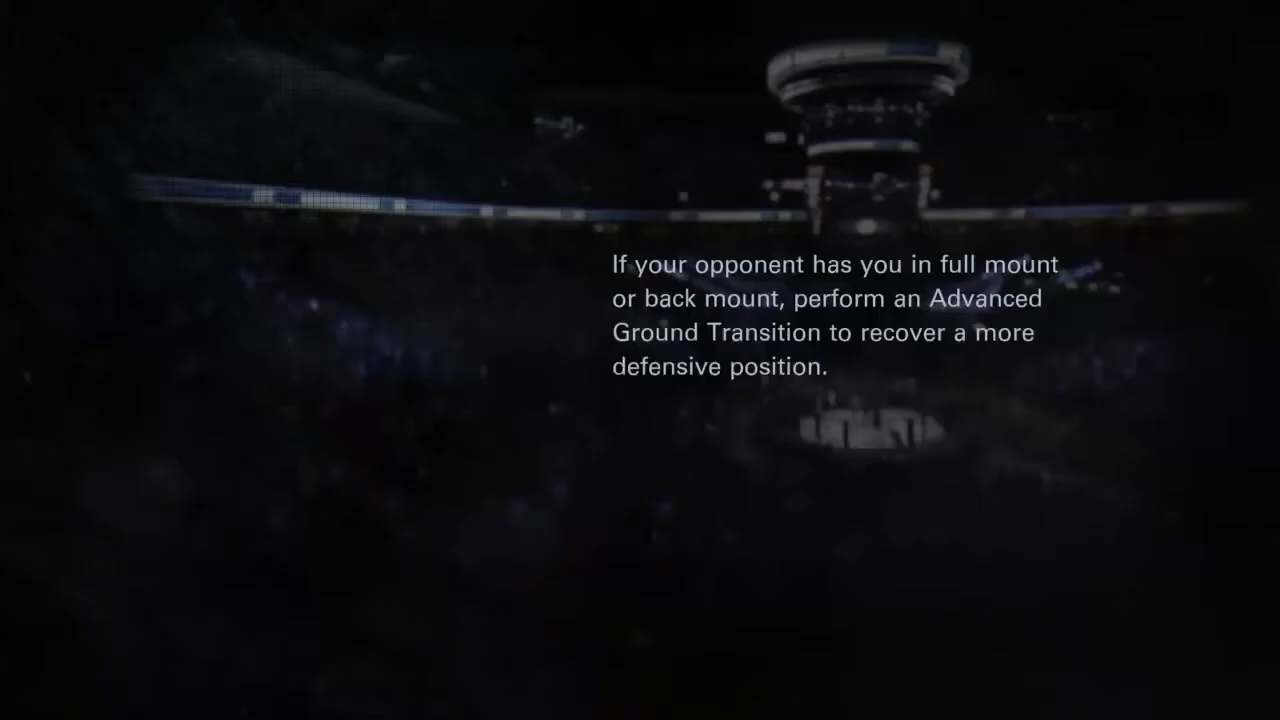 If your opponent has you in full mount
or back mount, perform an Advanced
Ground Transition to recover a more
defensive position.